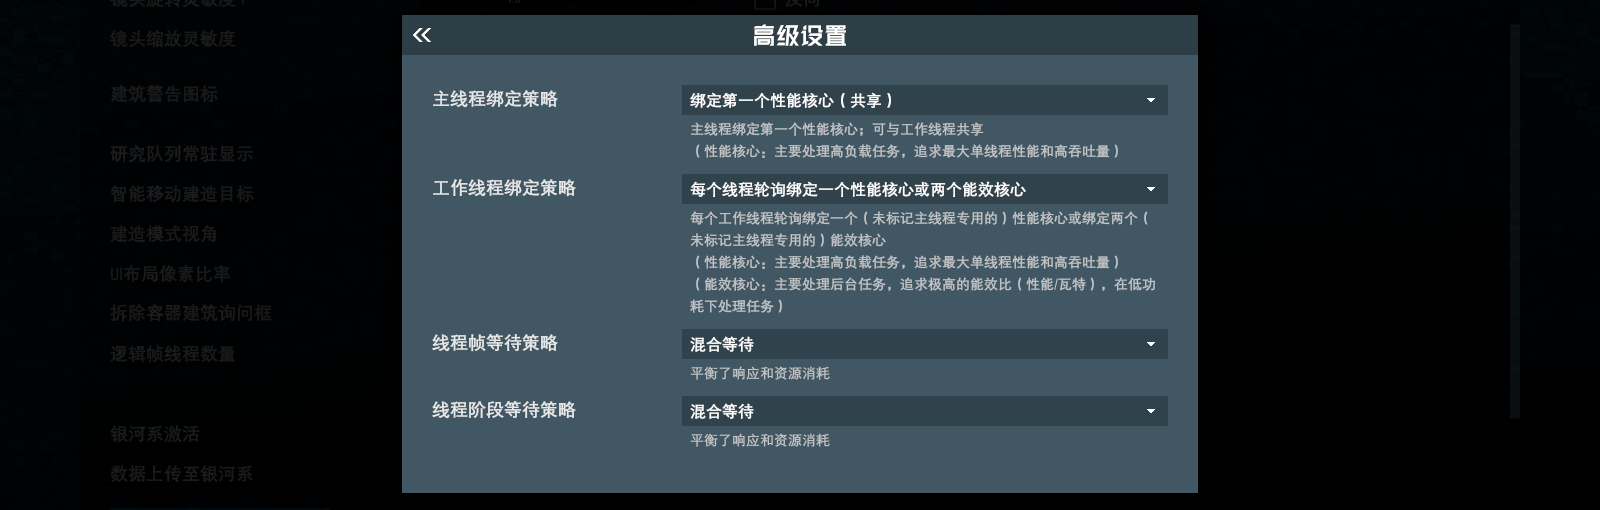 镜头缩放灵敏度
建筑警告图标
研究队列常驻显示
智能移动建造目标
建造模式视角
UI布局像素比率
拆除容器建筑询问框
逻辑帧线程数量
银河系激活
数据上传至银河系
高级设置
主线程绑定策略
绑定第一个性能核心(共享)
主线程绑定第一个性能核心;可与工作线程共享
(性能核心:主要处理高负载任务,追求最大单线程性能和高吞吐量)
工作线程绑定策略
每个线程轮询绑定一个性能核心或两个能效核心
每个工作线程轮询绑定一个(未标记主线程专用的)性能核心或绑定两个(
未标记主线程专用的)能效核心
(性能核心:主要处理高负载任务,追求最大单线程性能和高吞吐量)
(能效核心:主要处理后台任务,追求极高的能效比(性能/瓦特),在低功
耗下处理任务)
线程帧等待策略
混合等待
平衡了响应和资源消耗
线程阶段等待策略
混合等待
平衡了响应和资源消耗